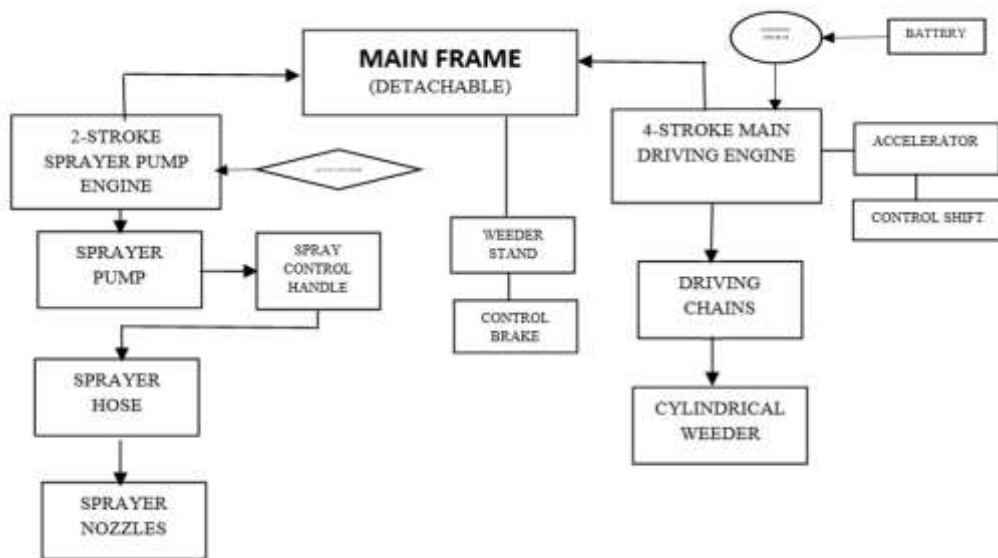 MAIN FRAME
(DETACHABLE)
BATTERY
2-STROKE
SPRAYER PUMP
ENGINE
4-STROKE MAIN
DRIVING ENGINE
ACCELERATOR
CONTROL SHIFT
SPRAYER
PUMP
SPRAY
CONTROL
HANDLE
WEEDER
STAND
DRIVING
CHAINS
CONTROL
BRAKE
SPRAYER
HOSE
CYLINDRICAL
WEEDER
SPRAYER
NOZZLES